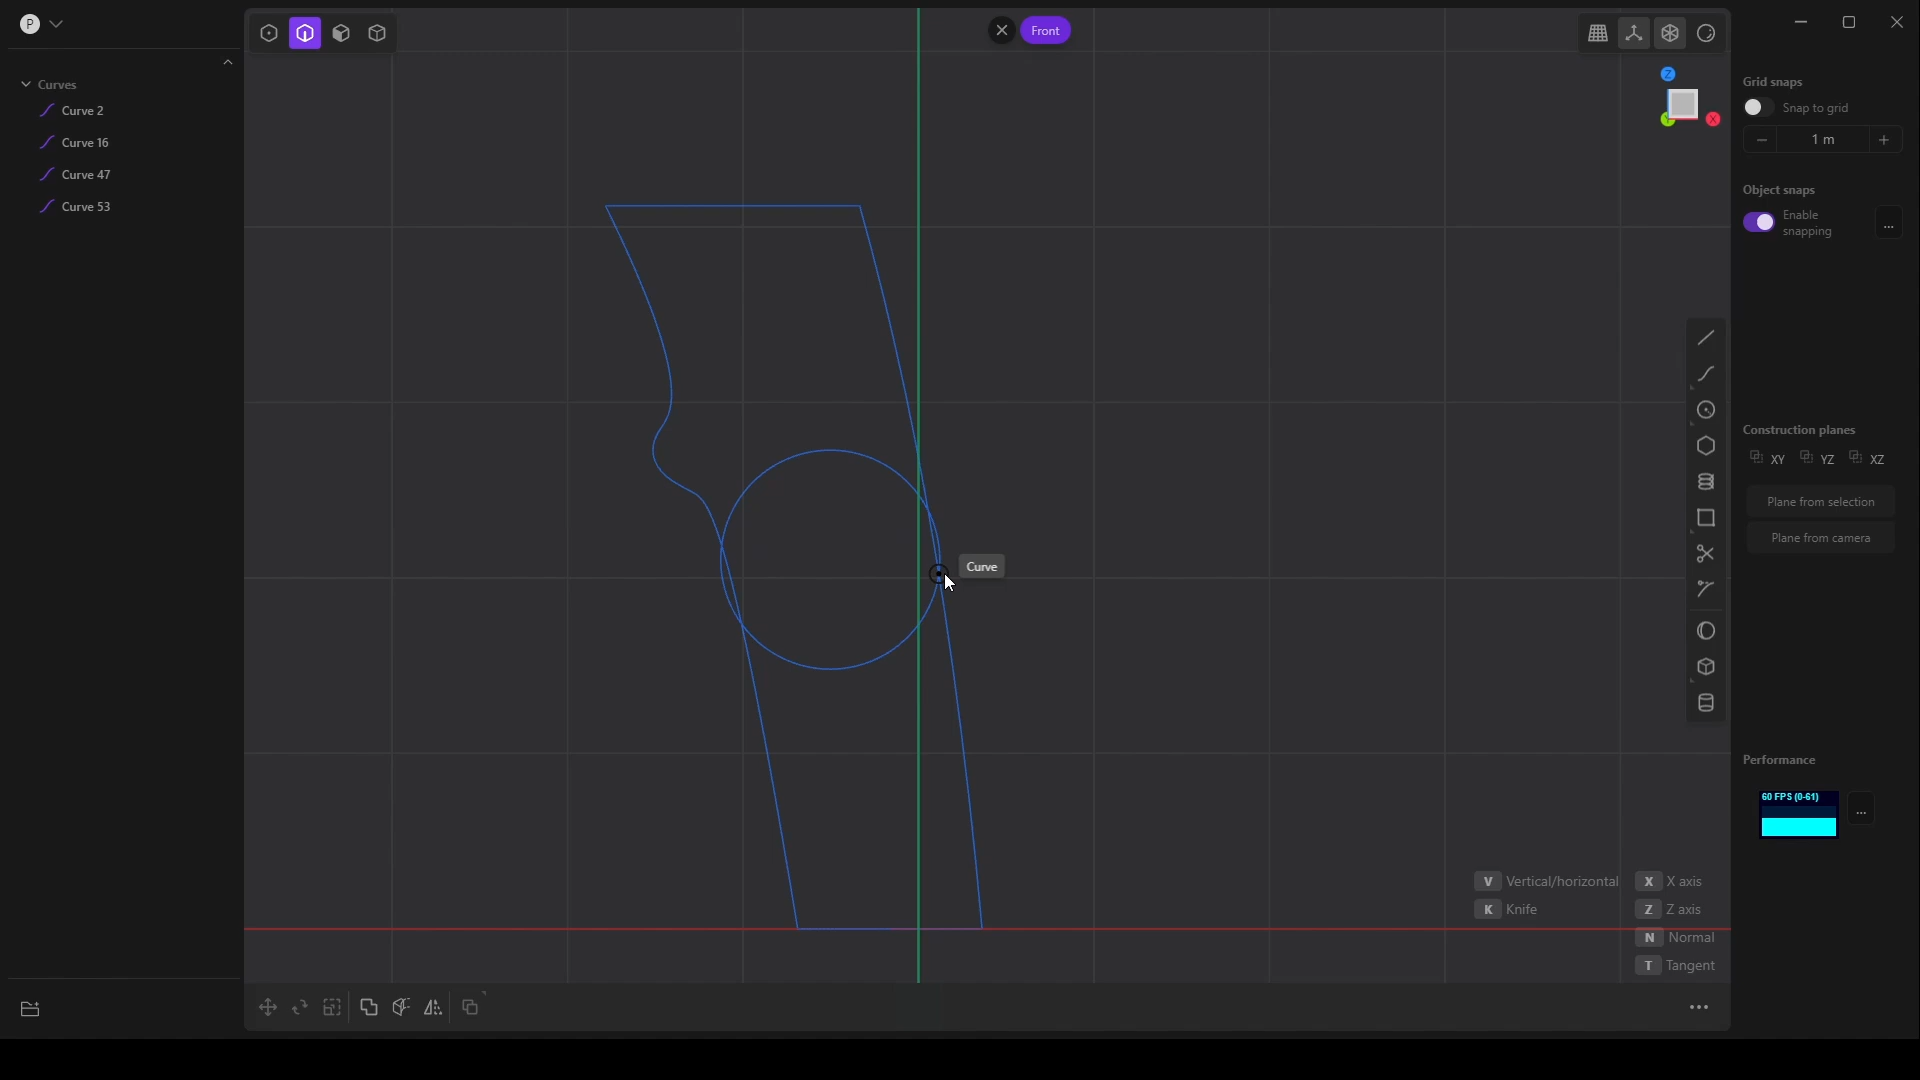 P
Curves
Curve 2
Curve 16
Curve 47
Curve 53
Front
Z
Y
X
Curve
Grid snaps
Snap to grid
1 m
Object snaps
Enable
snapping
...
Construction planes
XY YZ XZ
Plane from selection
Plane from camera
Performance
60 FPS (0-61)
...
V Vertical/horizontal X X axis
K Knife Z Z axis
N Normal
T Tangent